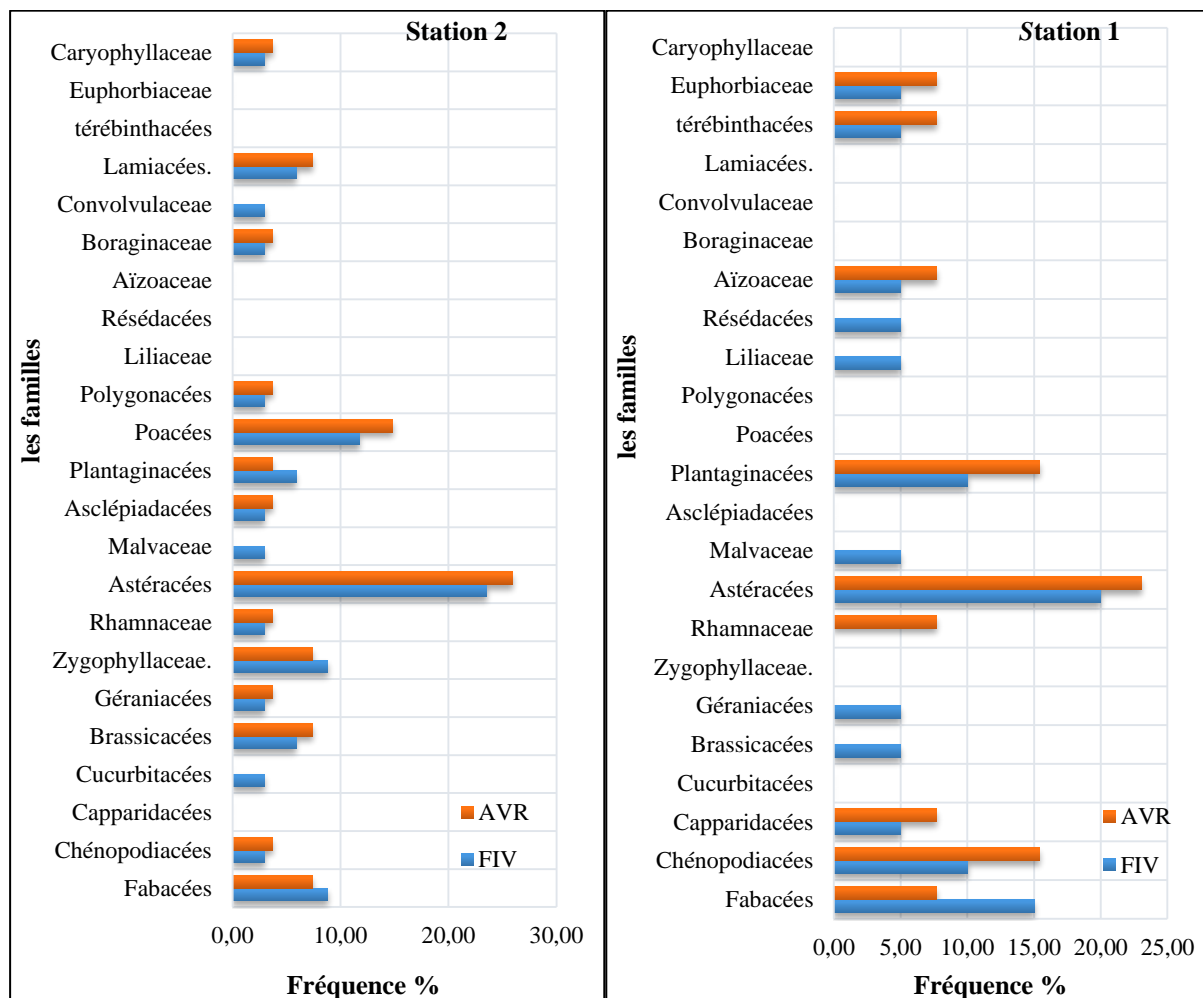 Station 2
les familles
Caryophyllaceae
Euphorbiaceae
térébinthacées
Lamiacées.
Convolvulaceae
Boraginaceae
Aïzoaceae
Résédacées
Liliaceae
Polygonacées
Poacées
Plantaginacées
Asclépiadacées
Malvaceae
Astéracées
Rhamnaceae
Zygophyllaceae.
Géraniacées
Brassicacées
Cucurbitacées
Capparidacées
Chénopodiacées
Fabacées
AVR
FIV
0,00 10,00 20,00 30,00
Fréquence %
Station 1
les familles
Caryophyllaceae
Euphorbiaceae
térébinthacées
Lamiacées.
Convolvulaceae
Boraginaceae
Aïzoaceae
Résédacées
Liliaceae
Polygonacées
Poacées
Plantaginacées
Asclépiadacées
Malvaceae
Astéracées
Rhamnaceae
Zygophyllaceae.
Géraniacées
Brassicacées
Cucurbitacées
Capparidacées
Chénopodiacées
Fabacées
AVR
FIV
0,00 5,00 10,00 15,00 20,00 25,00
Fréquence %